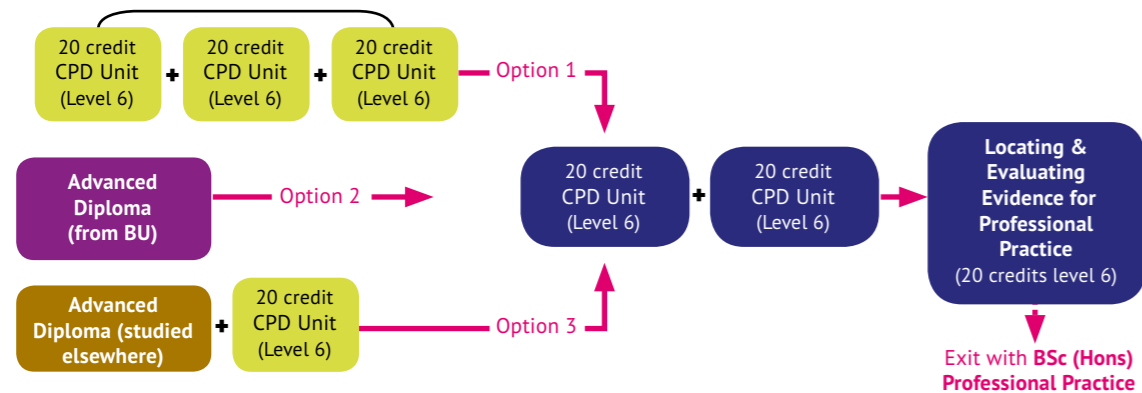 20 credit
CPD Unit
(Level 6)
+
20 credit
CPD Unit
(Level 6)
+
20 credit
CPD Unit
(Level 6)
Option 1
Advanced
Diploma
(from BU)
Option 2
Advanced
Diploma (studied
elsewhere)
+
20 credit
CPD Unit
(Level 6)
Option 3
20 credit
CPD Unit
(Level 6)
+
20 credit
CPD Unit
(Level 6)
Locating &
Evaluating
Evidence for
Professional
Practice
(20 credits level 6)
Exit with BSc (Hons)
Professional Practice